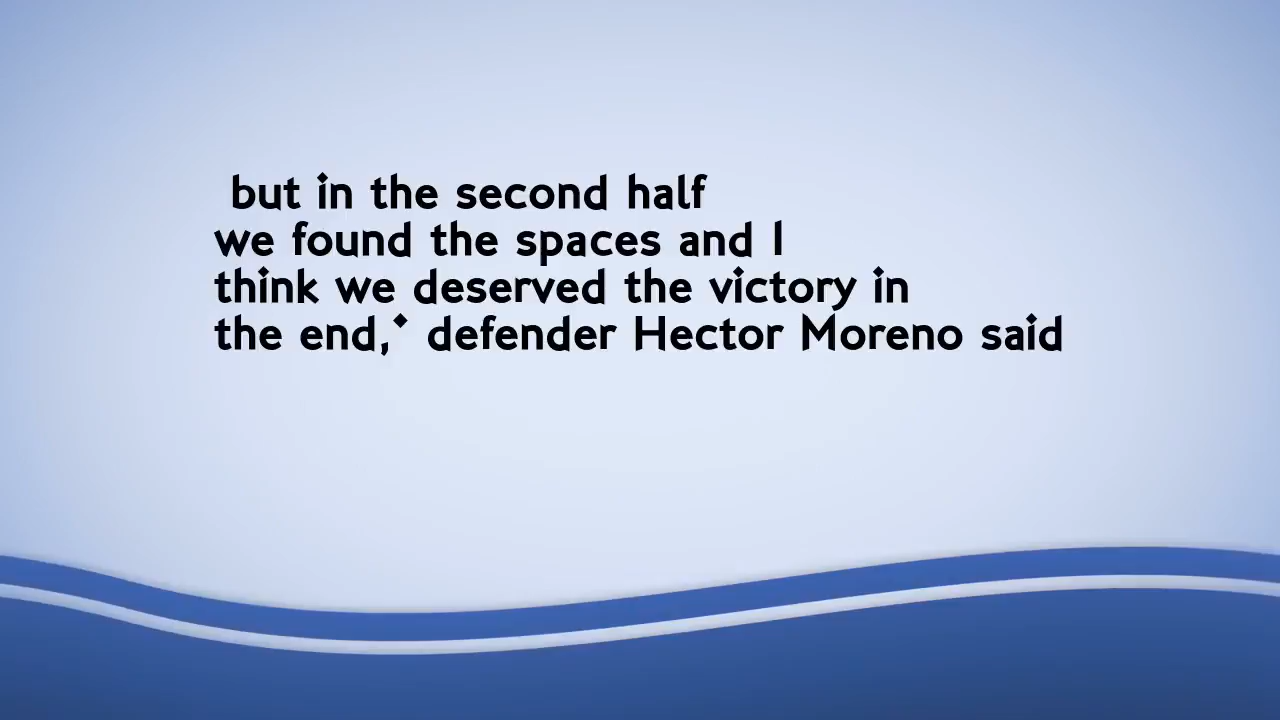 but in the second half
we found the spaces and I
think we deserved the victory in
the end," defender Hector Moreno said